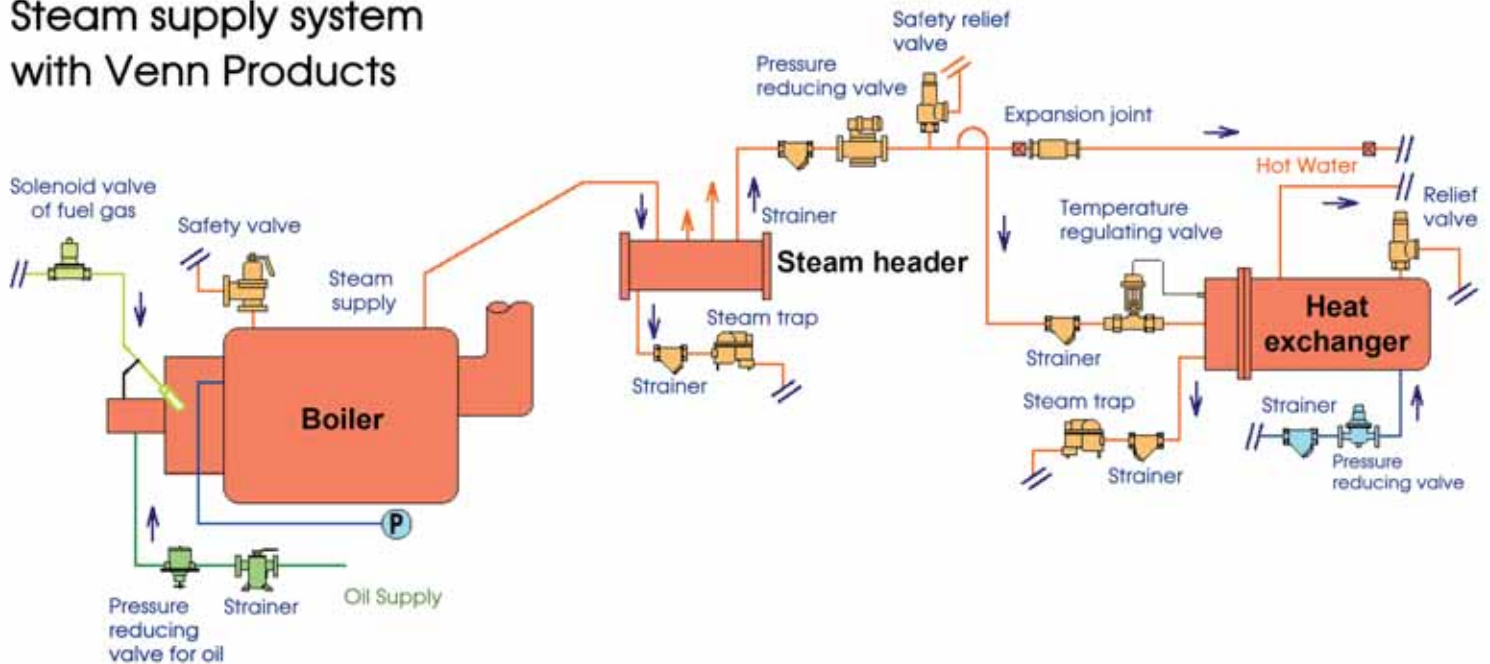 Steam supply system
with Venn Products
Safety relief
valve
Pressure
reducing valve
Expansion joint
Hot Water
Solenoid valve
of fuel gas
Safety valve
Steam
supply
Strainer
Steam header
Temperature
regulating valve
Relief
valve
Heat
exchanger
Steam trap
Strainer
Strainer
Boiler
Steam trap
Strainer
Strainer
Pressure
reducing valve
P
Oil Supply
Pressure
reducing
valve for oil
Strainer